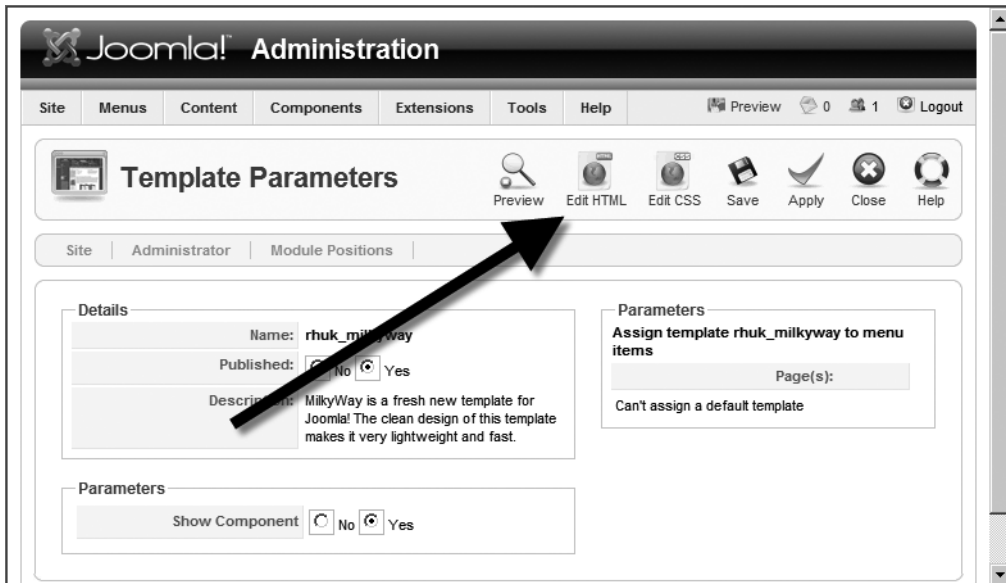 Joomla!™ Administration
Site Menus Content Components Extensions Tools Help Preview 0 1 Logout
Template Parameters
Preview Edit HTML Edit CSS Save Apply Close Help
Site Administrator Module Positions
Details
Name: rhuk_milkyway
Published: No Yes
Description: MilkyWay is a fresh new template for
Joomla! The clean design of this template
makes it very lightweight and fast.
Parameters
Show Component No Yes
Parameters
Assign template rhuk_milkyway to menu
items
Page(s):
Can't assign a default template